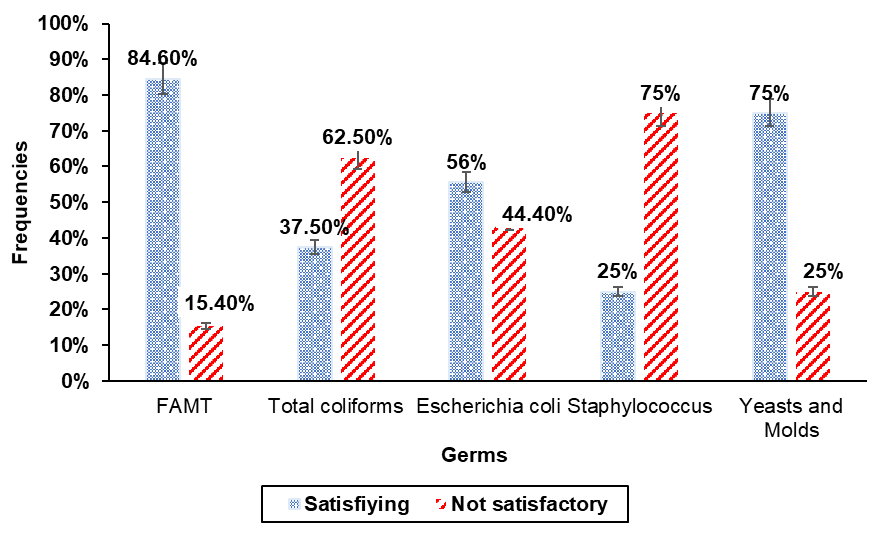 100%
90%
80%
70%
60%
50%
40%
30%
20%
10%
0%
Frequencies
84.60%
15.40%
37.50%
62.50%
56%
44.40%
25%
75%
75%
25%
FAMT
Total coliforms
Escherichia coli
Staphylococcus
Yeasts and
Molds
Germs
Satisfiying
Not satisfactory